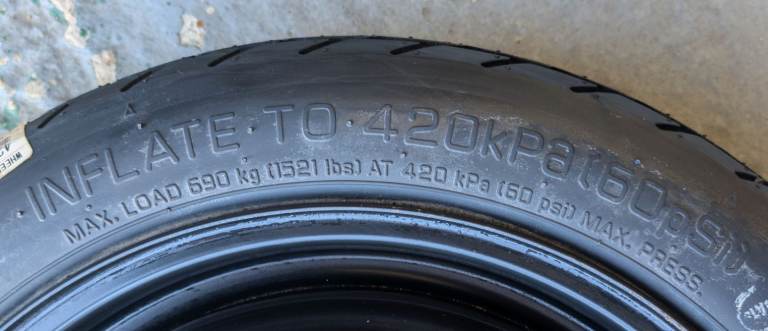 INFLATE TO 420kPa (60pSI)
MAX. LOAD 690 kg (1521 lbs) AT 420 kPa (60 psi) MAX. PRESS.